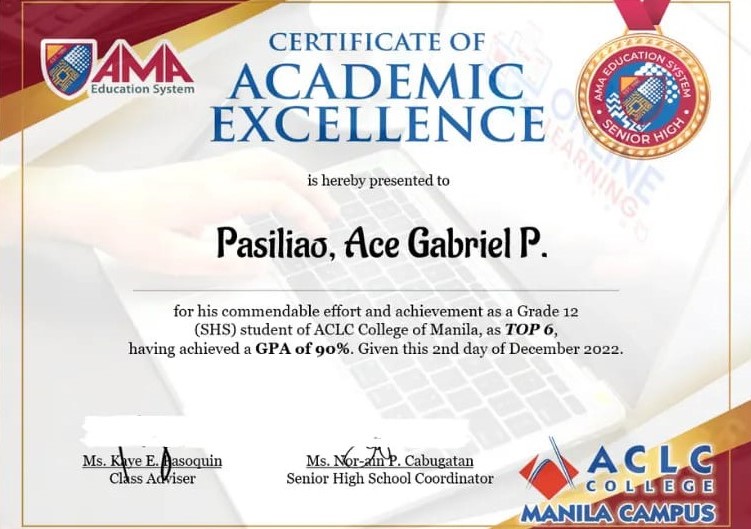 AMA
Education System
CERTIFICATE OF
ACADEMIC
EXCELLENCE
AMA EDUCATION SYSTEM
SENIOR HIGH
ONLINE
LEARNING
is hereby presented to
Pasiliao, Ace Gabriel P.
for his commendable effort and achievement as a Grade 12
(SHS) student of ACLC College of Manila, as TOP 6,
having achieved a GPA of 90%. Given this 2nd day of December 2022.
Ms. Kaye E. Pasoquin
Class Adviser
Ms. Nor-ain P. Cabugatan
Senior High School Coordinator
ACLC
COLLEGE
MANILA CAMPUS